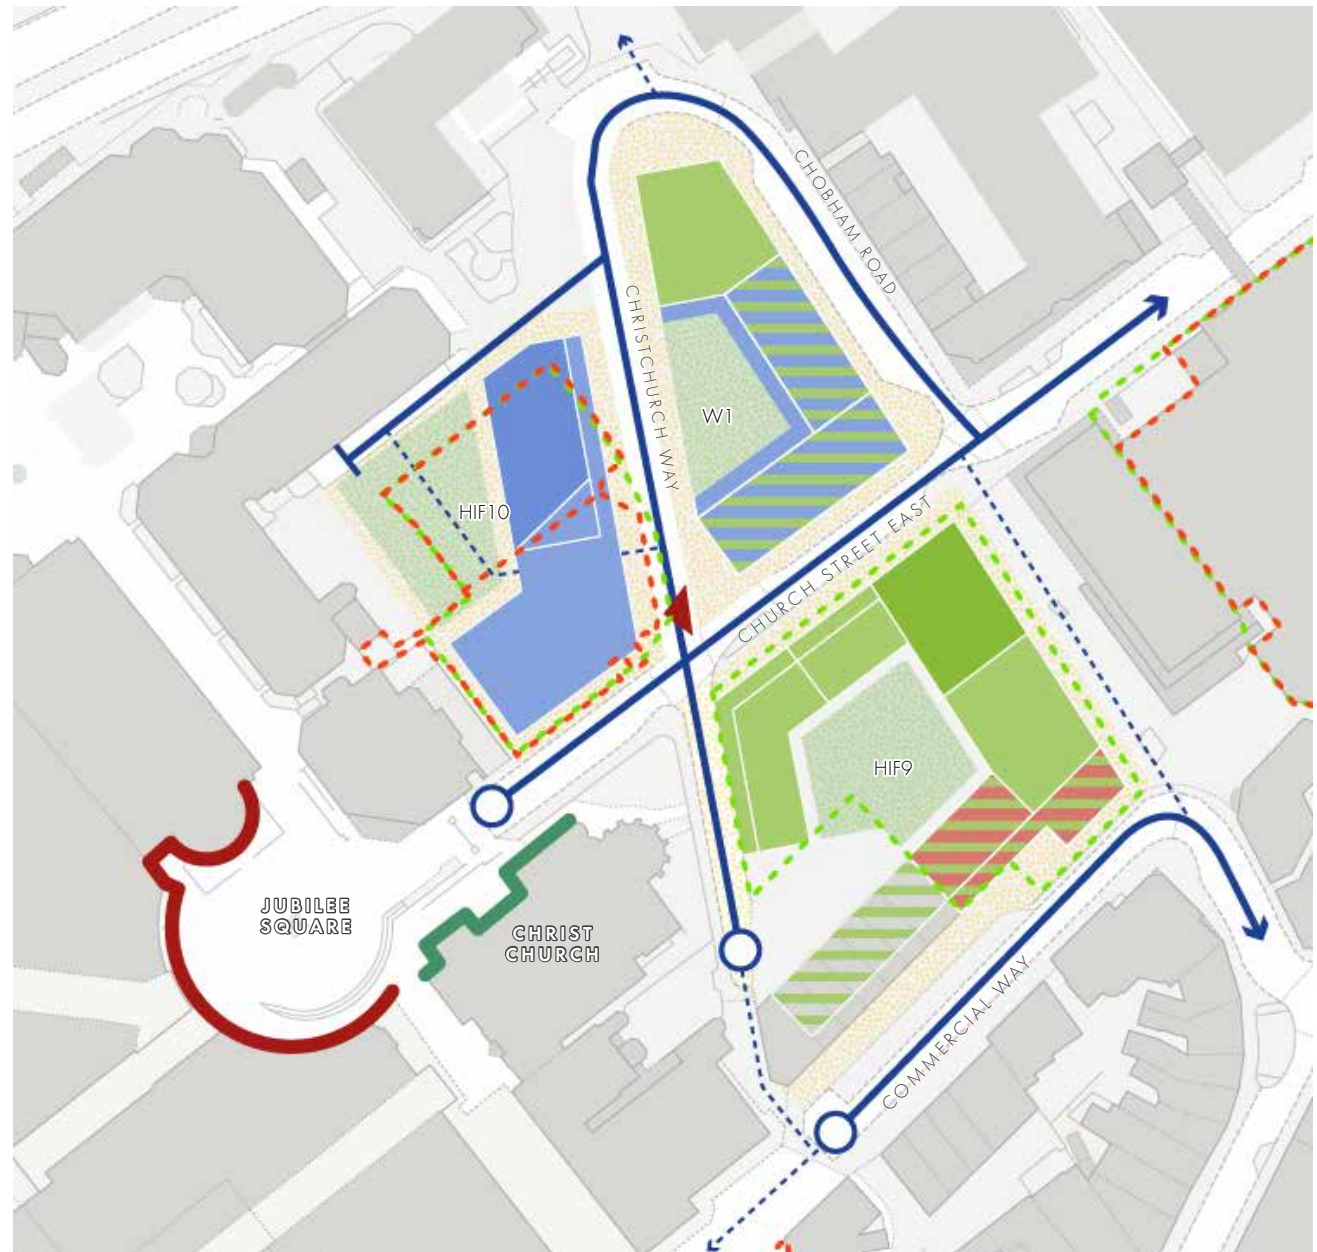 CHOBHAM ROAD
CHRISTCHURCH WAY
W1
HIF10
CHURCH STREET EAST
HIF9
JUBILEE
SQUARE
CHRIST
CHURCH
COMMERCIAL WAY